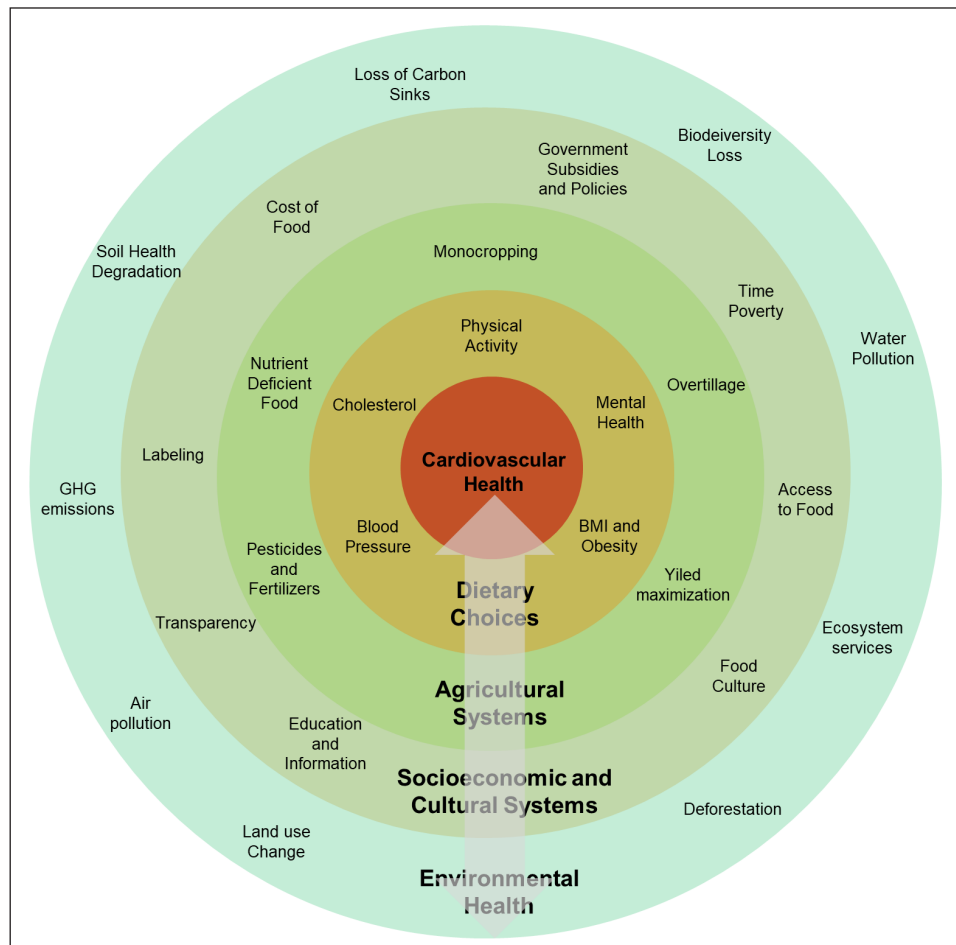 Loss of Carbon
Sinks
Biodeiversity
Loss
Government
Subsidies
and Policies
Cost of
Food
Soil Health
Degradation
Monocropping
Time
Poverty
Physical
Activity
Water
Pollution
Nutrient
Deficient
Food
Overtillage
Cholesterol
Mental
Health
Labeling
Cardiovascular
Health
GHG
emissions
Access
to Food
Blood
Pressure
BMI and
Obesity
Pesticides
and
Fertilizers
Yiled
maximization
Dietary
Choices
Transparency
Ecosystem
services
Food
Culture
Agricultural
Systems
Air
pollution
Education
and
Information
Socioeconomic and
Cultural Systems
Deforestation
Land use
Change
Environmental
Health